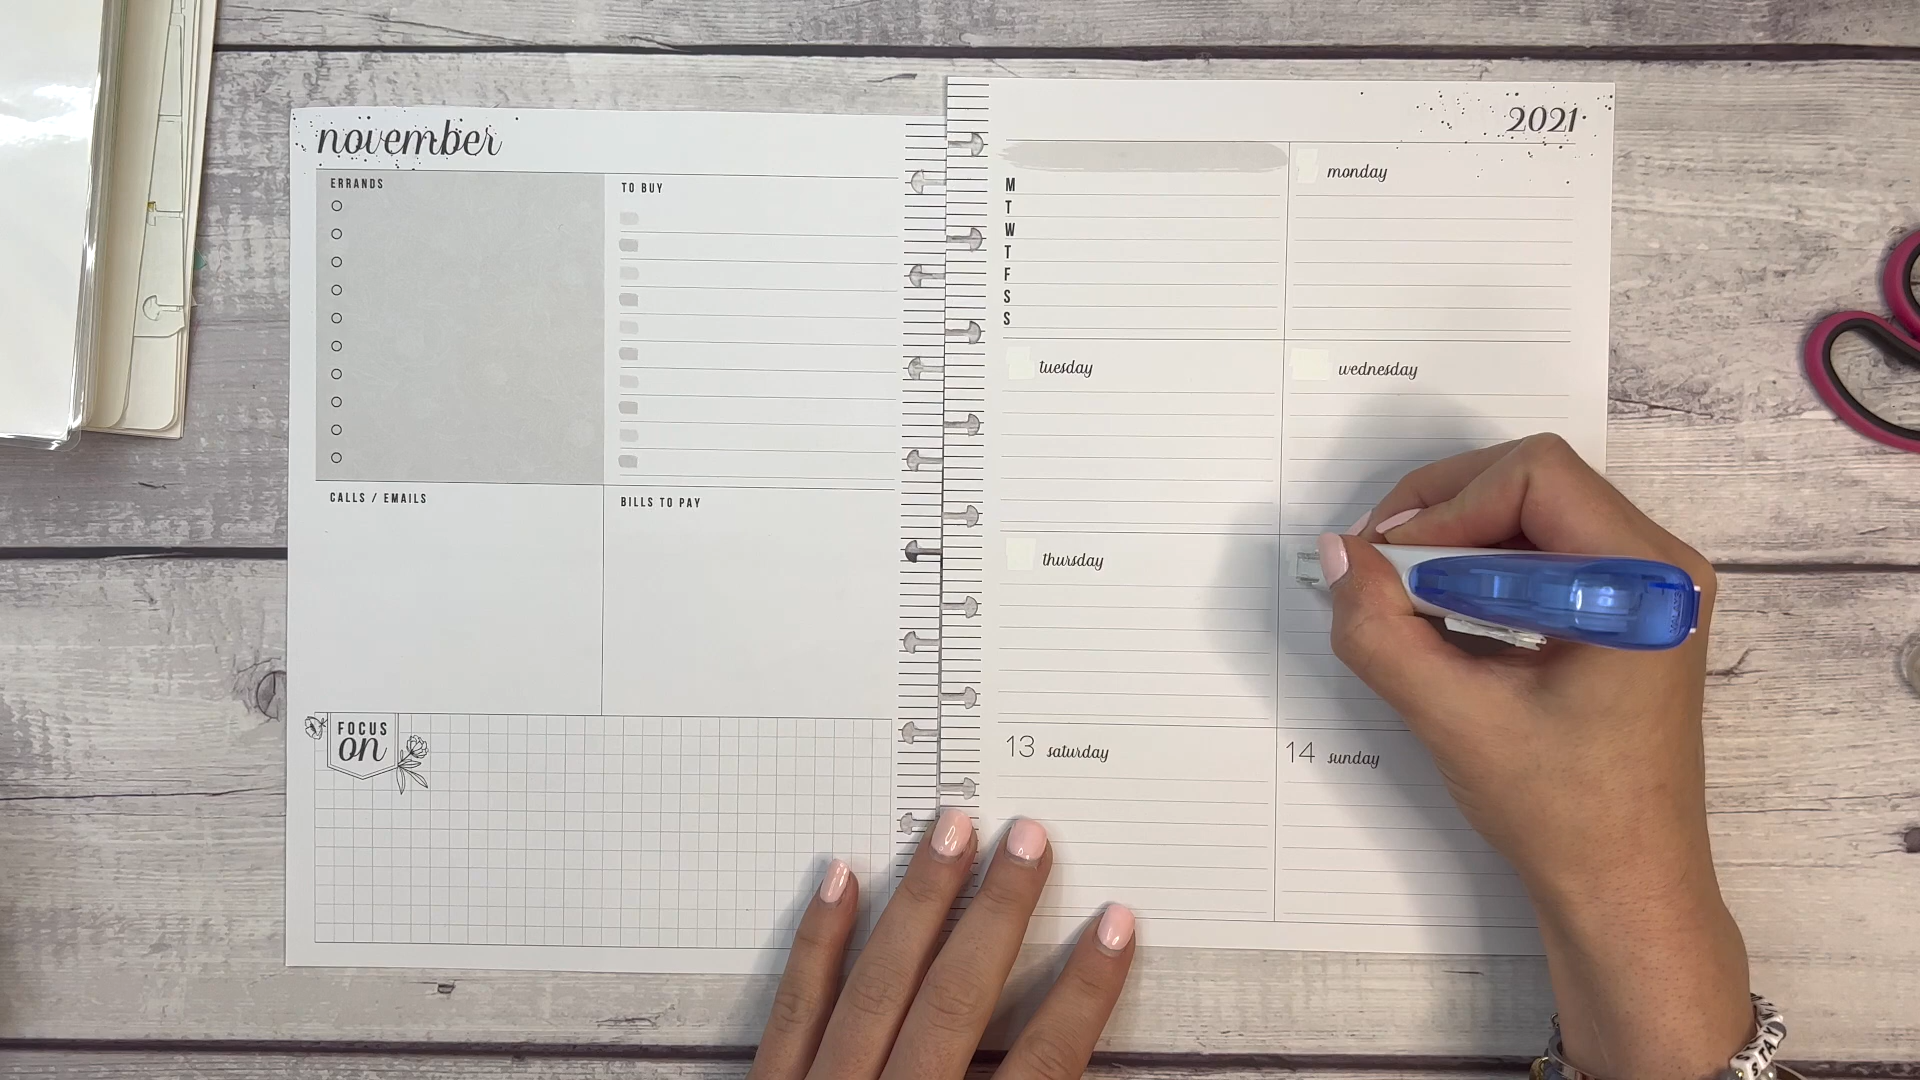 november
ERRANDS
TO BUY
CALLS / EMAILS
BILLS TO PAY
FOCUS
on
2021
M
T
W
T
F
S
S
monday
tuesday
wednesday
thursday
13 saturday
14 sunday